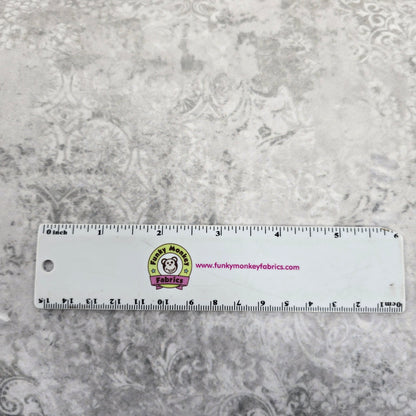 0 inch 1 2 3 4 5 6
Funky Monkey
Fabrics
www.funkymonkeyfabrics.com
15 14 13 12 11 10 9 8 7 6 5 4 3 2 1 0cm